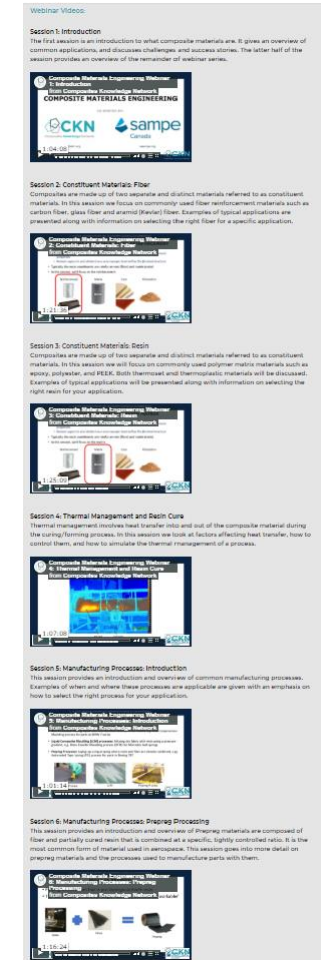 Webinar Videos:
Session 1: Introduction
The first session is an introduction to what composite materials are. It gives an overview of
common applications, and discusses challenges and success stories. The latter half of the
session provides an overview of the remainder of webinar series.
Composite Materials Engineering Webinar
1: Introduction
from Composites Knowledge Network
COMPOSITE MATERIALS ENGINEERING
CKN
sampe
Canada
1:04:08
CKN
Session 2: Constituent Materials: Fiber
Composites are made up of two separate and distinct materials referred to as constituent
materials. In this session we focus on commonly used fiber reinforcement materials such as
carbon fiber, glass fiber and aramid (Kevlar) fiber. Examples of typical applications are
presented along with information on selecting the right fiber for a specific application.
Composite Materials Engineering Webinar
2: Constituent Materials: Fiber
from Composites Knowledge Network
1:21:36
CKN
Session 3: Constituent Materials: Resin
Composites are made up of two separate and distinct materials referred to as constituent
materials. In this session we will focus on commonly used polymer matrix materials such as
epoxy, polyester, and PEEK. Both thermoset and thermoplastic materials will be discussed.
Examples of typical applications will be presented along with information on selecting the
right resin for your application.
Composite Materials Engineering Webinar
3: Constituent Materials: Resin
from Composites Knowledge Network
1:25:09
CKN
Session 4: Thermal Management and Resin Cure
Thermal management involves heat transfer into and out of the composite material during
the curing/forming process. In this session we look at factors affecting heat transfer, how to
control them, and how to simulate the thermal management of a process.
Composite Materials Engineering Webinar
4: Thermal Management and Resin Cure
from Composites Knowledge Network
1:07:08
CKN
Session 5: Manufacturing Processes: Introduction
This session provides an introduction and overview of common manufacturing processes.
Examples of when and where these processes are applicable are given with an emphasis on
how to select the right process for your application.
Composite Materials Engineering Webinar
5: Manufacturing Processes: Introduction
from Composites Knowledge Network
1:01:14
CKN
Session 6: Manufacturing Processes: Prepreg Processing
This session provides an introduction and overview of Prepreg materials are composed of
fiber and partially cured resin that is combined at a specific, tightly controlled ratio. It is the
most common form of material used in aerospace. This session goes into more detail on
prepreg materials and the processes used to manufacture parts with them.
Composite Materials Engineering Webinar
6: Manufacturing Processes: Prepreg
Processing
from Composites Knowledge Network
1:16:24
CKN